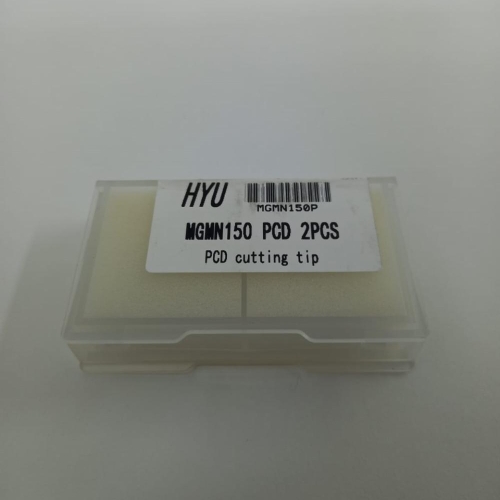 HYU
MGMN150P
MGMN150 PCD 2PCS
PCD cutting tip